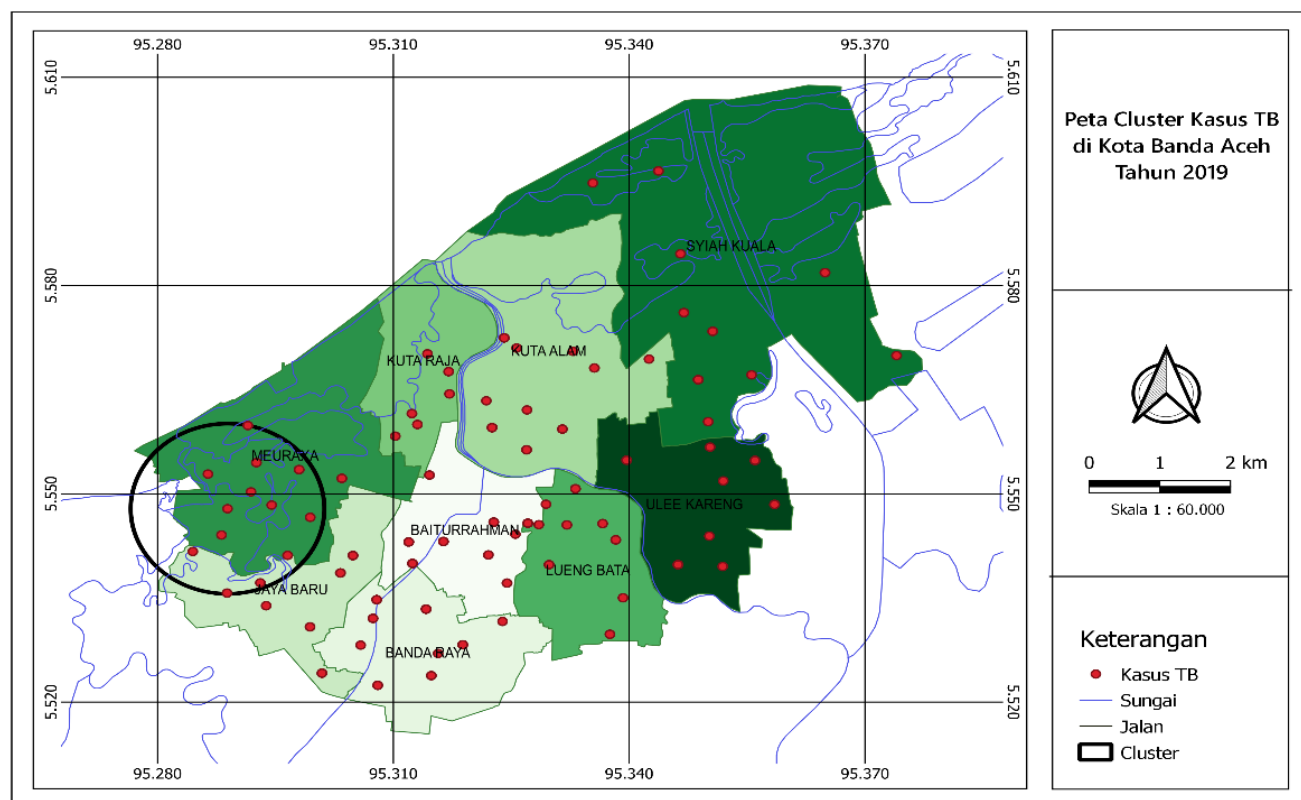 95.280 95.310 95.340 95.370
5.610 5.610
5.580 5.580
5.550 5.550
5.520 5.520
SYIAH KUALA
KUTA RAJA
KUTA ALAM
MEURAXA
ULEE KARENG
BAITURRAHMAN
LUENG BATA
JAYA BARU
BANDA RAYA
95.280 95.310 95.340 95.370
Peta Cluster Kasus TB
di Kota Banda Aceh
Tahun 2019
0 1 2 km
Skala 1 : 60.000
Keterangan
Kasus TB
Sungai
Jalan
Cluster